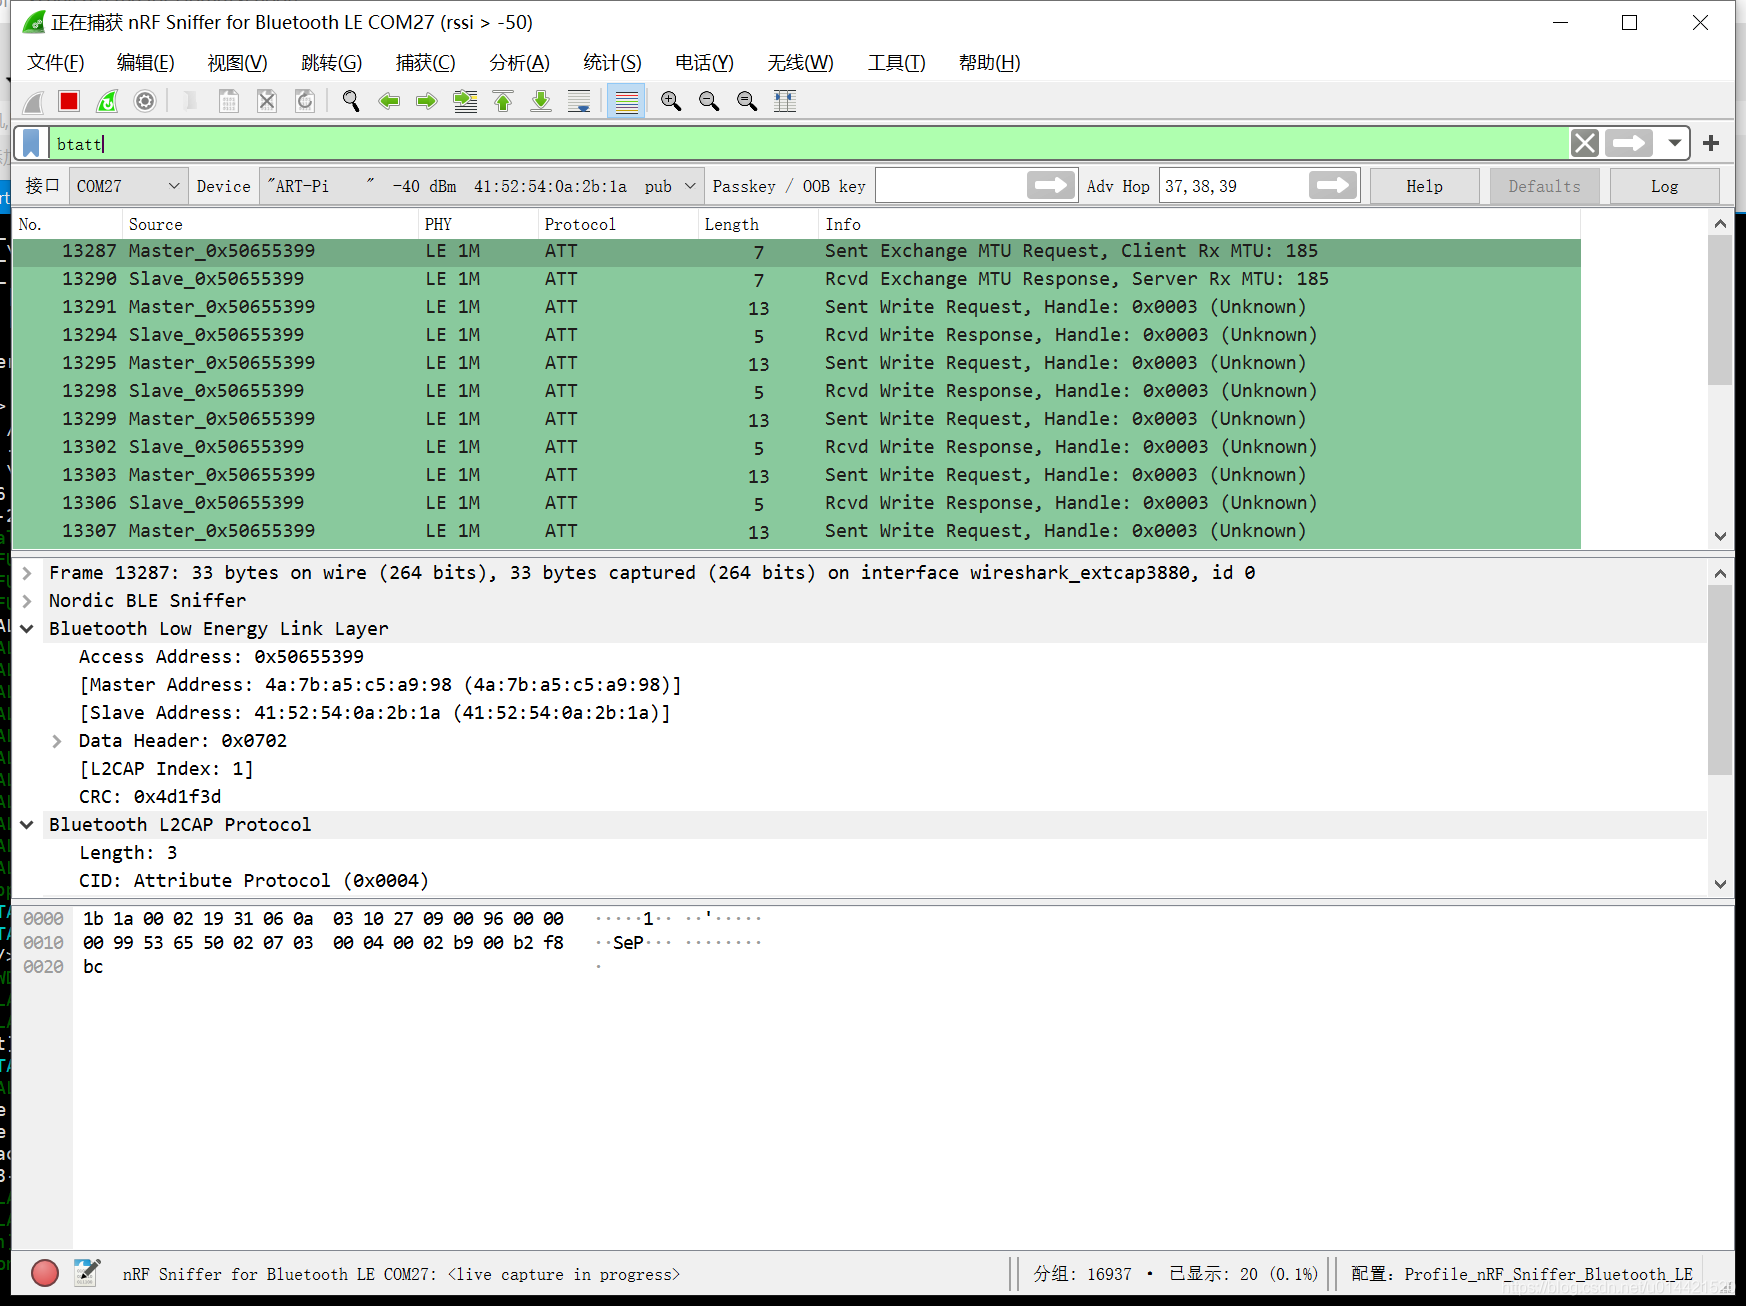 正在捕获 nRF Sniffer for Bluetooth LE COM27 (rssi > -50)
文件(F) 编辑(E) 视图(V) 跳转(G) 捕获(C) 分析(A) 统计(S) 电话(Y) 无线(W) 工具(T) 帮助(H)
btatt
接口 COM27 Device "ART-Pi " -40 dBm 41:52:54:0a:2b:1a pub Passkey / OOB key Adv Hop 37,38,39 Help Defaults Log
No. Source PHY Protocol Length Info
13287 Master_0x50655399 LE 1M ATT 7 Sent Exchange MTU Request, Client Rx MTU: 185
13290 Slave_0x50655399 LE 1M ATT 7 Rcvd Exchange MTU Response, Server Rx MTU: 185
13291 Master_0x50655399 LE 1M ATT 13 Sent Write Request, Handle: 0x0003 (Unknown)
13294 Slave_0x50655399 LE 1M ATT 5 Rcvd Write Response, Handle: 0x0003 (Unknown)
13295 Master_0x50655399 LE 1M ATT 13 Sent Write Request, Handle: 0x0003 (Unknown)
13298 Slave_0x50655399 LE 1M ATT 5 Rcvd Write Response, Handle: 0x0003 (Unknown)
13299 Master_0x50655399 LE 1M ATT 13 Sent Write Request, Handle: 0x0003 (Unknown)
13302 Slave_0x50655399 LE 1M ATT 5 Rcvd Write Response, Handle: 0x0003 (Unknown)
13303 Master_0x50655399 LE 1M ATT 13 Sent Write Request, Handle: 0x0003 (Unknown)
13306 Slave_0x50655399 LE 1M ATT 5 Rcvd Write Response, Handle: 0x0003 (Unknown)
13307 Master_0x50655399 LE 1M ATT 13 Sent Write Request, Handle: 0x0003 (Unknown)
Frame 13287: 33 bytes on wire (264 bits), 33 bytes captured (264 bits) on interface wireshark_extcap3880, id 0
Nordic BLE Sniffer
Bluetooth Low Energy Link Layer
Access Address: 0x50655399
[Master Address: 4a:7b:a5:c5:a9:98 (4a:7b:a5:c5:a9:98)]
[Slave Address: 41:52:54:0a:2b:1a (41:52:54:0a:2b:1a)]
Data Header: 0x0702
[L2CAP Index: 1]
CRC: 0x4d1f3d
Bluetooth L2CAP Protocol
Length: 3
CID: Attribute Protocol (0x0004)
0000 1b 1a 00 02 19 31 06 0a 03 10 27 09 00 96 00 00 ·····1·· ··'·····
0010 00 99 53 65 50 02 07 03 00 04 00 02 b9 00 b2 f8 ··SeP··· ········
0020 bc ·
nRF Sniffer for Bluetooth LE COM27: <live capture in progress> 分组: 16937 · 已显示: 20 (0.1%) 配置: Profile_nRF_Sniffer_Bluetooth_LE